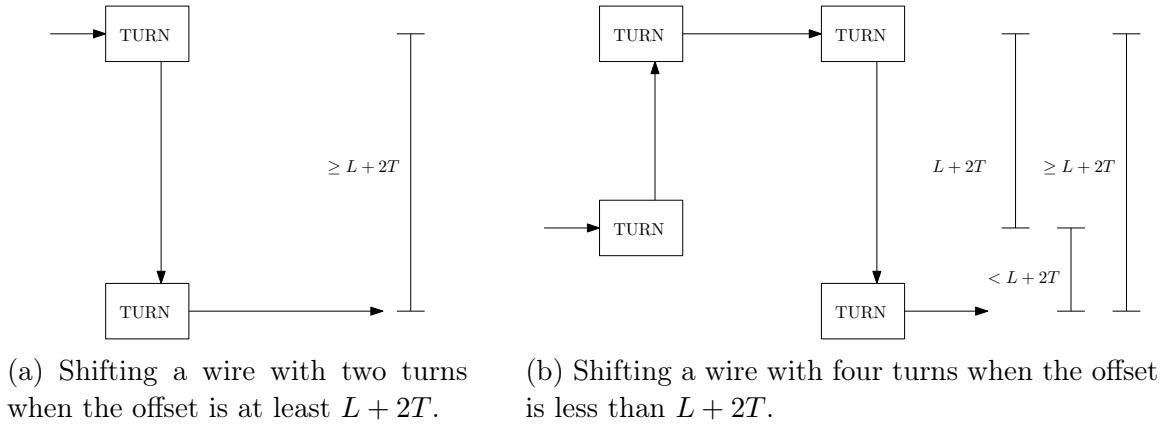 TURN
≥ L + 2T
TURN
(a) Shifting a wire with two turns
when the offset is at least L + 2T.
TURN
TURN
L + 2T
≥ L + 2T
TURN
< L + 2T
TURN
(b) Shifting a wire with four turns when the offset
is less than L + 2T.